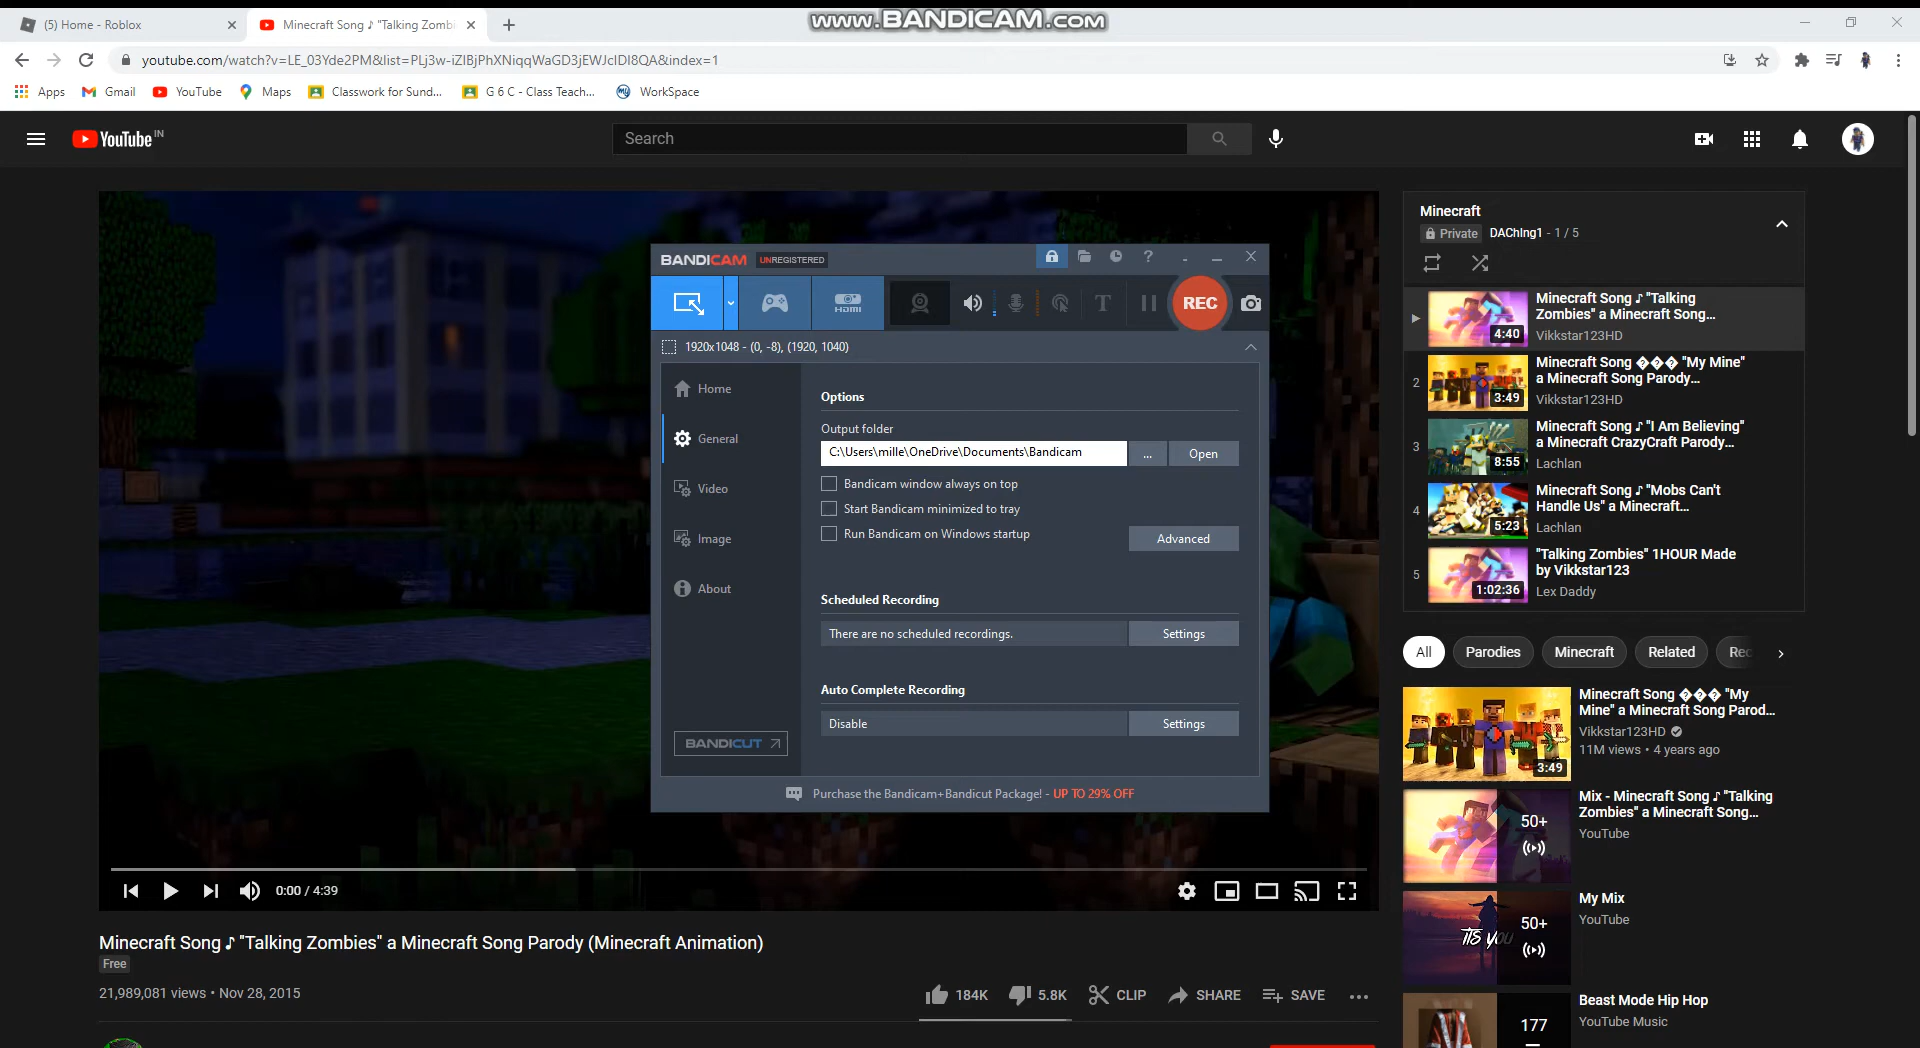 (5) Home - Roblox
Minecraft Song ♪ "Talking Zombi
www.BANDICAM.com
youtube.com/watch?v=LE_03Yde2PM&list=PLj3w-iZIBjPhXNiqqWaGD3jEWJcIDI8QA&index=1
Apps
Gmail
YouTube
Maps
Classwork for Sund...
G 6 C - Class Teach...
WorkSpace
YouTube IN
Search
Minecraft
Private
DAChIng1 - 1 / 5
Minecraft Song ♪ "Talking
Zombies" a Minecraft Song...
4:40
Vikkstar123HD
2
Minecraft Song ��� "My Mine"
a Minecraft Song Parody...
3:49
Vikkstar123HD
3
Minecraft Song ♪ "I Am Believing"
a Minecraft CrazyCraft Parody...
8:55
Lachlan
4
Minecraft Song ♪ "Mobs Can't
Handle Us" a Minecraft...
5:23
Lachlan
5
"Talking Zombies" 1HOUR Made
by Vikkstar123
1:02:36
Lex Daddy
BANDICAM
UNREGISTERED
HDMI
T
REC
1920x1048 - (0, -8), (1920, 1040)
Home
General
Video
Image
About
BANDICUT
Options
Output folder
C:\Users\mille\OneDrive\Documents\Bandicam
...
Open
Bandicam window always on top
Start Bandicam minimized to tray
Run Bandicam on Windows startup
Advanced
Scheduled Recording
There are no scheduled recordings.
Settings
Auto Complete Recording
Disable
Settings
Purchase the Bandicam+Bandicut Package! - UP TO 29% OFF
0:00 / 4:39
Minecraft Song ♪ "Talking Zombies" a Minecraft Song Parody (Minecraft Animation)
Free
21,989,081 views • Nov 28, 2015
184K
5.8K
CLIP
SHARE
SAVE
All
Parodies
Minecraft
Related
Rec
Minecraft Song ��� "My
Mine" a Minecraft Song Parod...
Vikkstar123HD
11M views • 4 years ago
3:49
Mix - Minecraft Song ♪ "Talking
Zombies" a Minecraft Song...
YouTube
50+
My Mix
YouTube
50+
ITS YOU
Beast Mode Hip Hop
YouTube Music
177